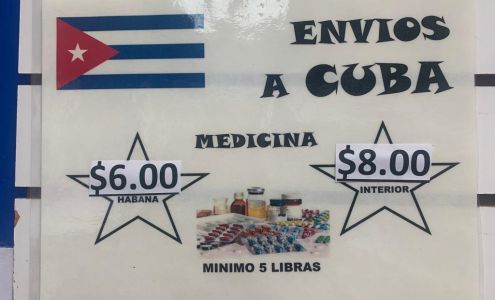 ENVIOS
A CUBA
MEDICINA
$6.00
HABANA
$8.00
INTERIOR
MINIMO 5 LIBRAS